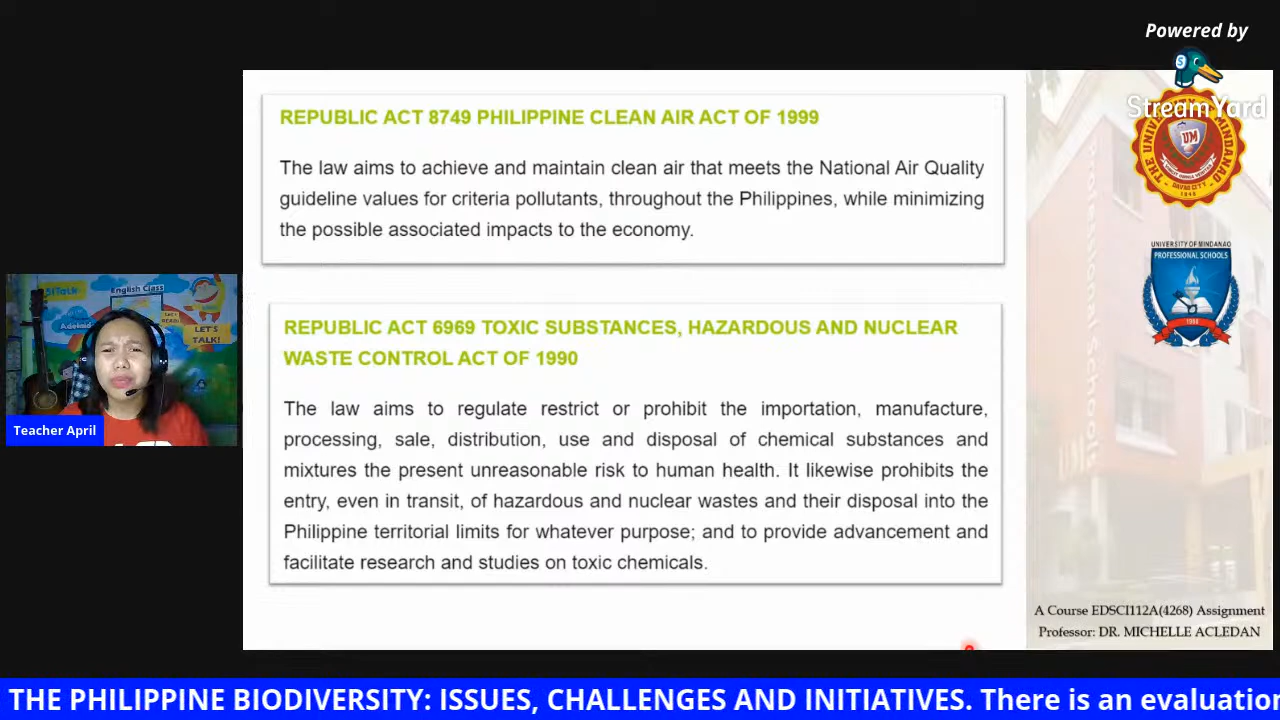 Powered by
StreamYard
REPUBLIC ACT 8749 PHILIPPINE CLEAN AIR ACT OF 1999
The law aims to achieve and maintain clean air that meets the National Air Quality
guideline values for criteria pollutants, throughout the Philippines, while minimizing
the possible associated impacts to the economy.
REPUBLIC ACT 6969 TOXIC SUBSTANCES, HAZARDOUS AND NUCLEAR
WASTE CONTROL ACT OF 1990
The law aims to regulate restrict or prohibit the importation, manufacture,
processing, sale, distribution, use and disposal of chemical substances and
mixtures the present unreasonable risk to human health. It likewise prohibits the
entry, even in transit, of hazardous and nuclear wastes and their disposal into the
Philippine territorial limits for whatever purpose; and to provide advancement and
facilitate research and studies on toxic chemicals.
UM
DAVAO CITY
1946
UNIVERSITY OF MINDANAO
PROFESSIONAL SCHOOLS
Professional Schools
A Course EDSCI112A(4268) Assignment
Professor: DR. MICHELLE ACLEDAN
51Talk
English Class
LET'S
TALK!
Teacher April
THE PHILIPPINE BIODIVERSITY: ISSUES, CHALLENGES AND INITIATIVES. There is an evaluation